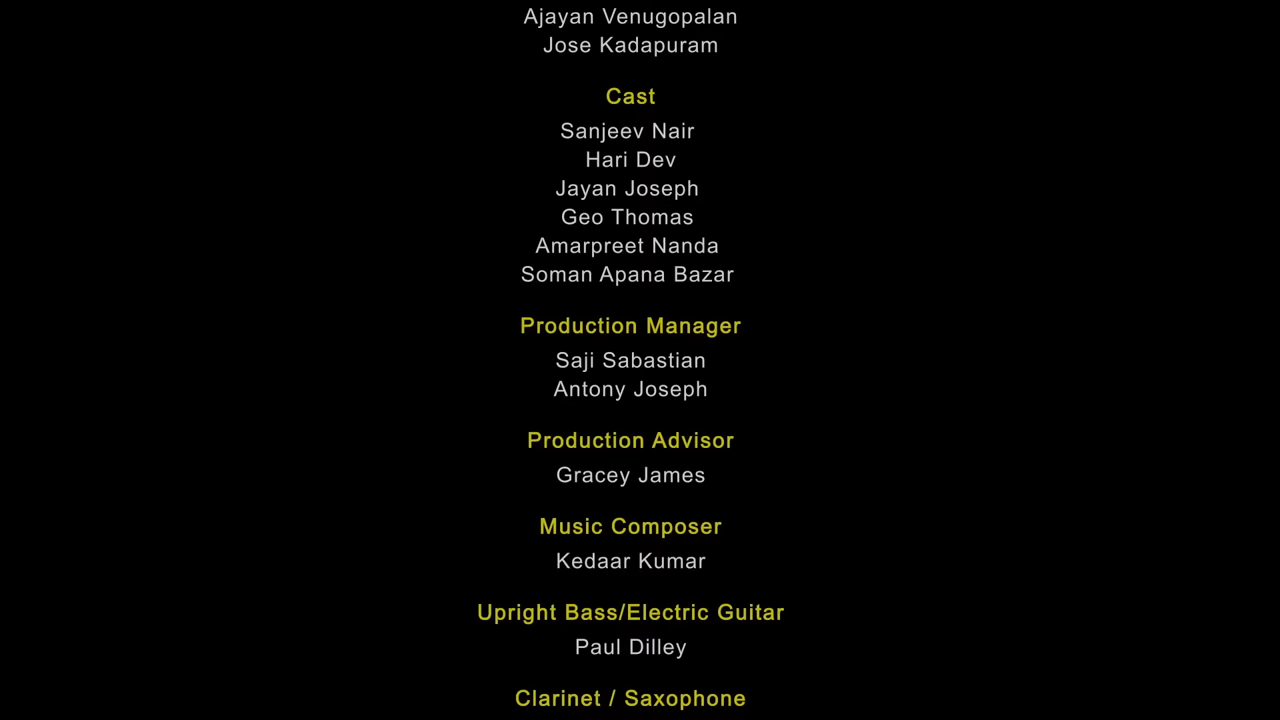 Ajayan Venugopalan
Jose Kadapuram
Cast
Sanjeev Nair
Hari Dev
Jayan Joseph
Geo Thomas
Amarpreet Nanda
Soman Apana Bazar
Production Manager
Saji Sabastian
Antony Joseph
Production Advisor
Gracey James
Music Composer
Kedaar Kumar
Upright Bass/Electric Guitar
Paul Dilley
Clarinet / Saxophone